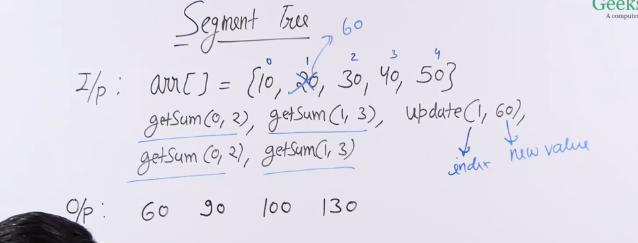 Geeks
A compute
Segment Tree
60
0 1 2 3 4
I/p: arr[] = {10, 20, 30, 40, 50}
getSum(0, 2), getSum(1, 3), update(1, 60),
getSum(0, 2), getSum(1, 3)
index new value
O/p: 60 90 100 130